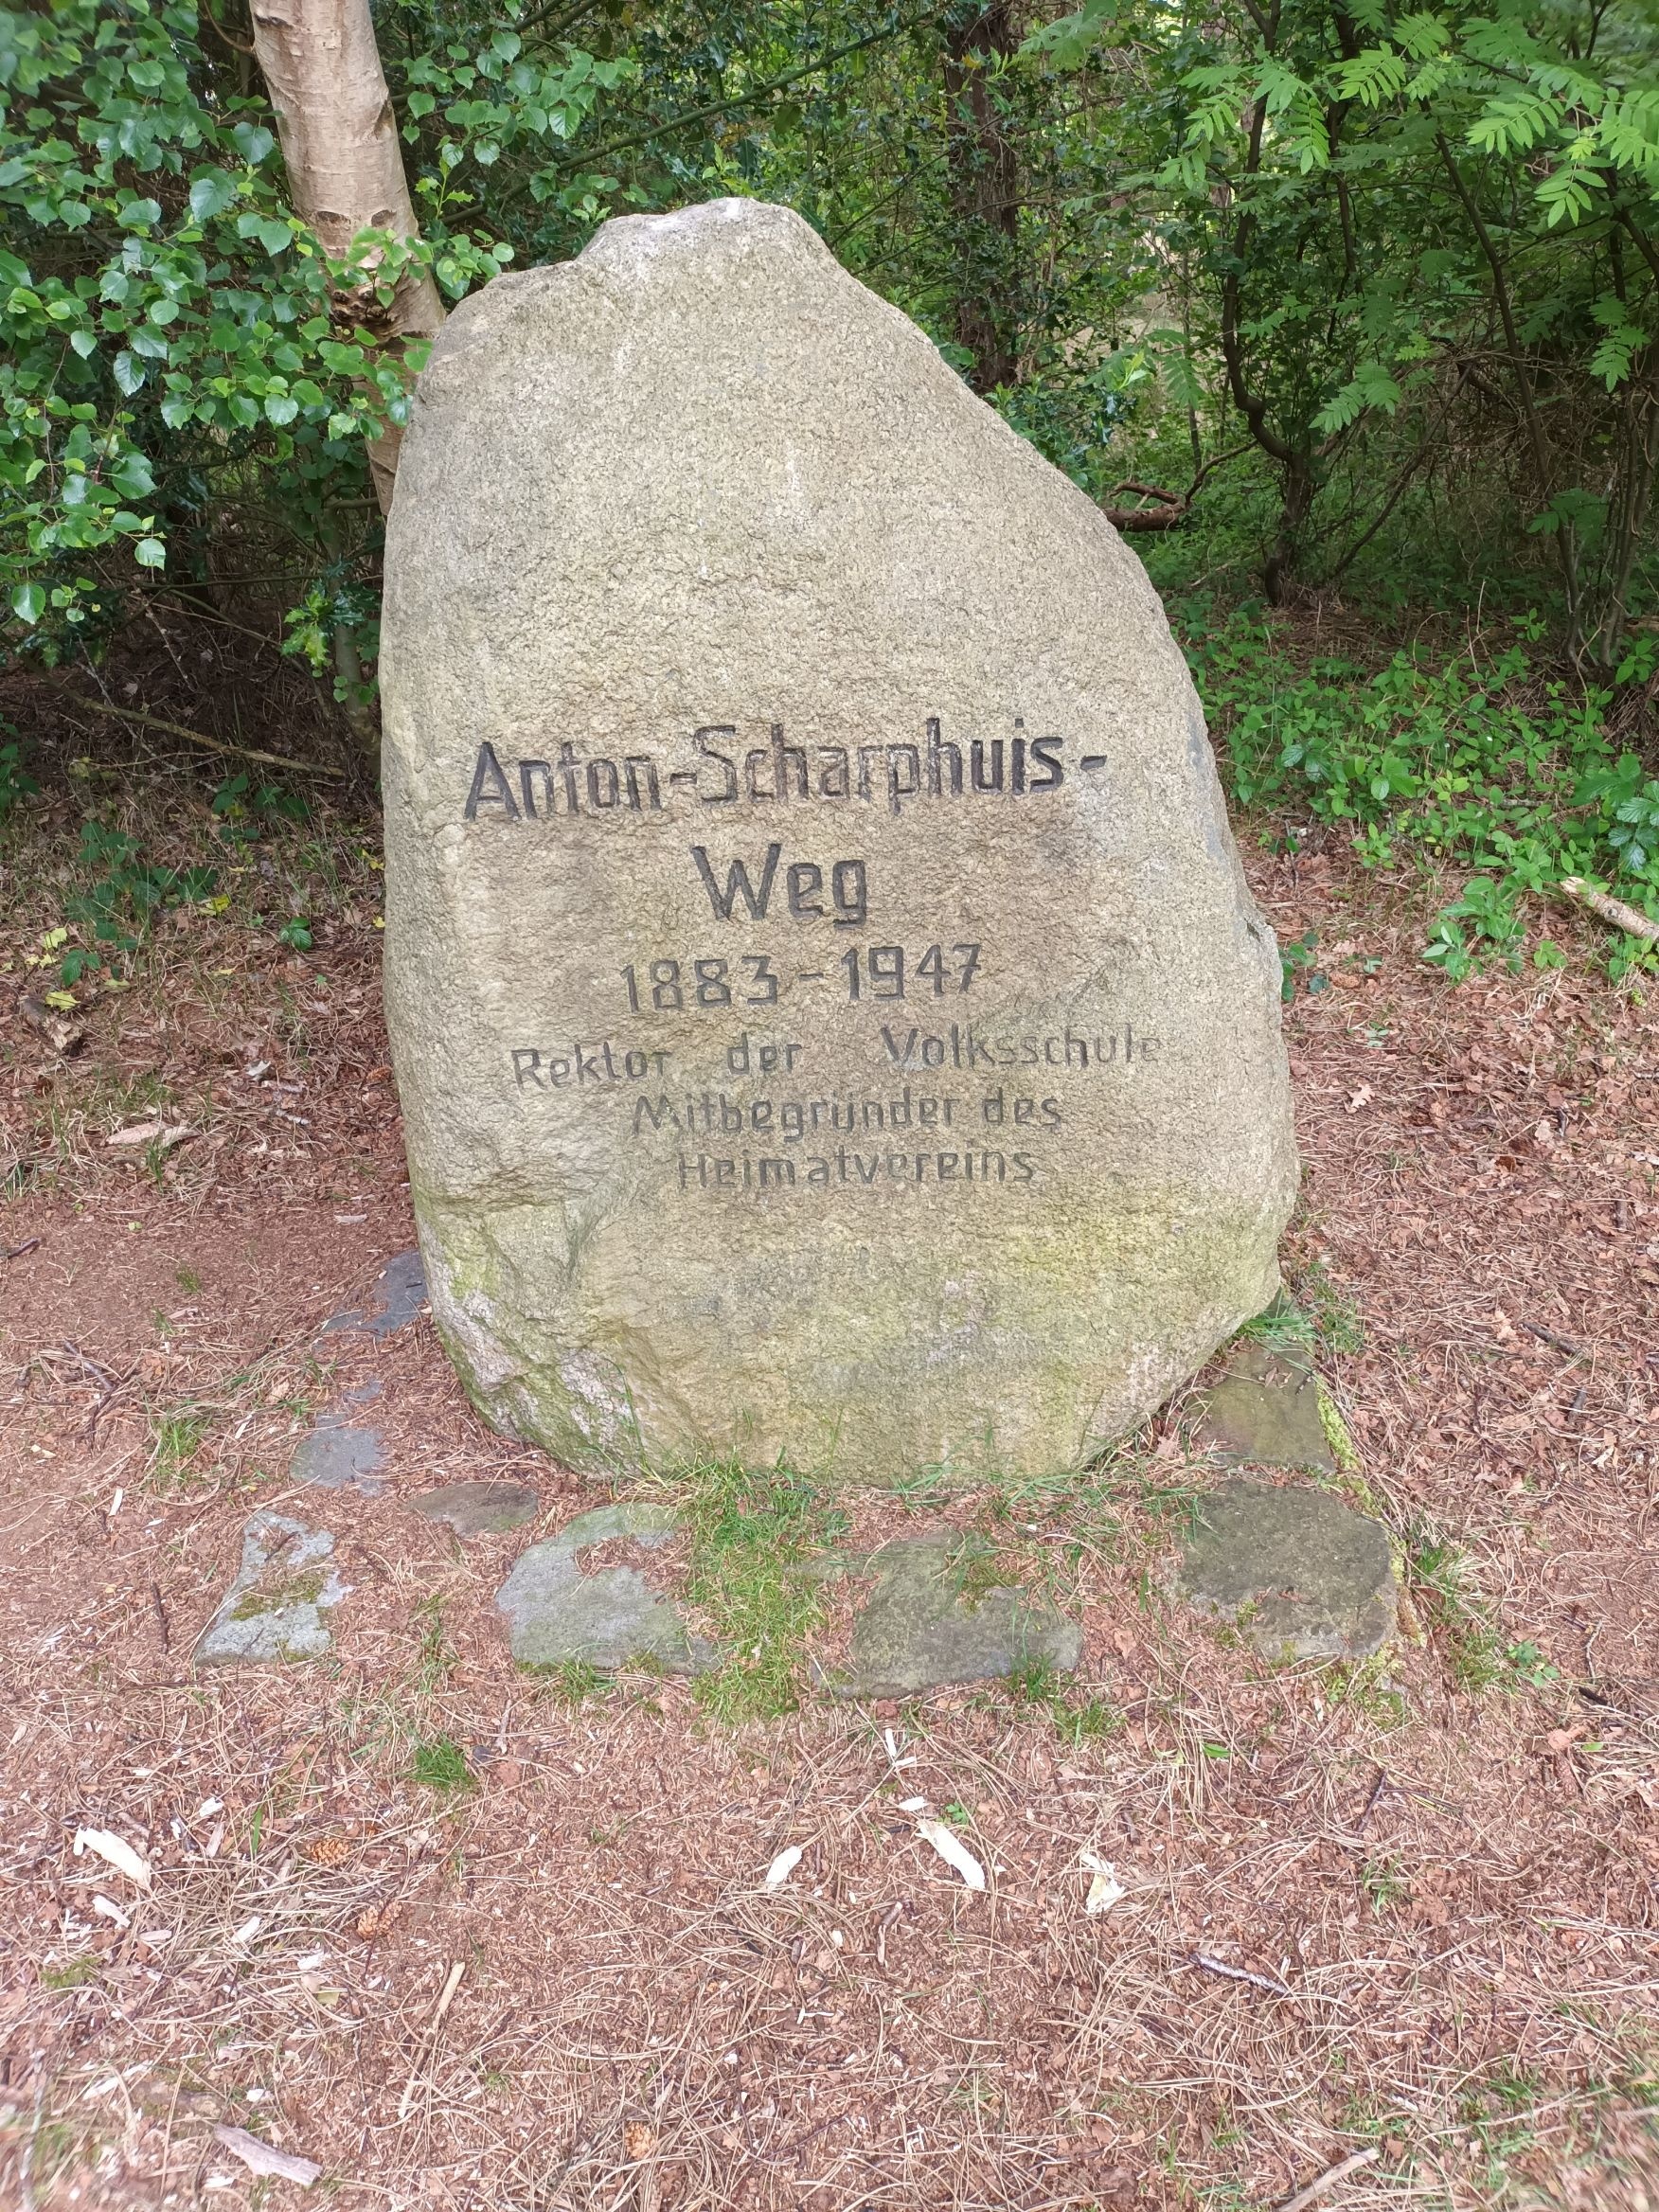 Anton-Scharphuis-
Weg
1883-1947
Rektor der Volksschule
Mitbegründer des
Heimatvereins